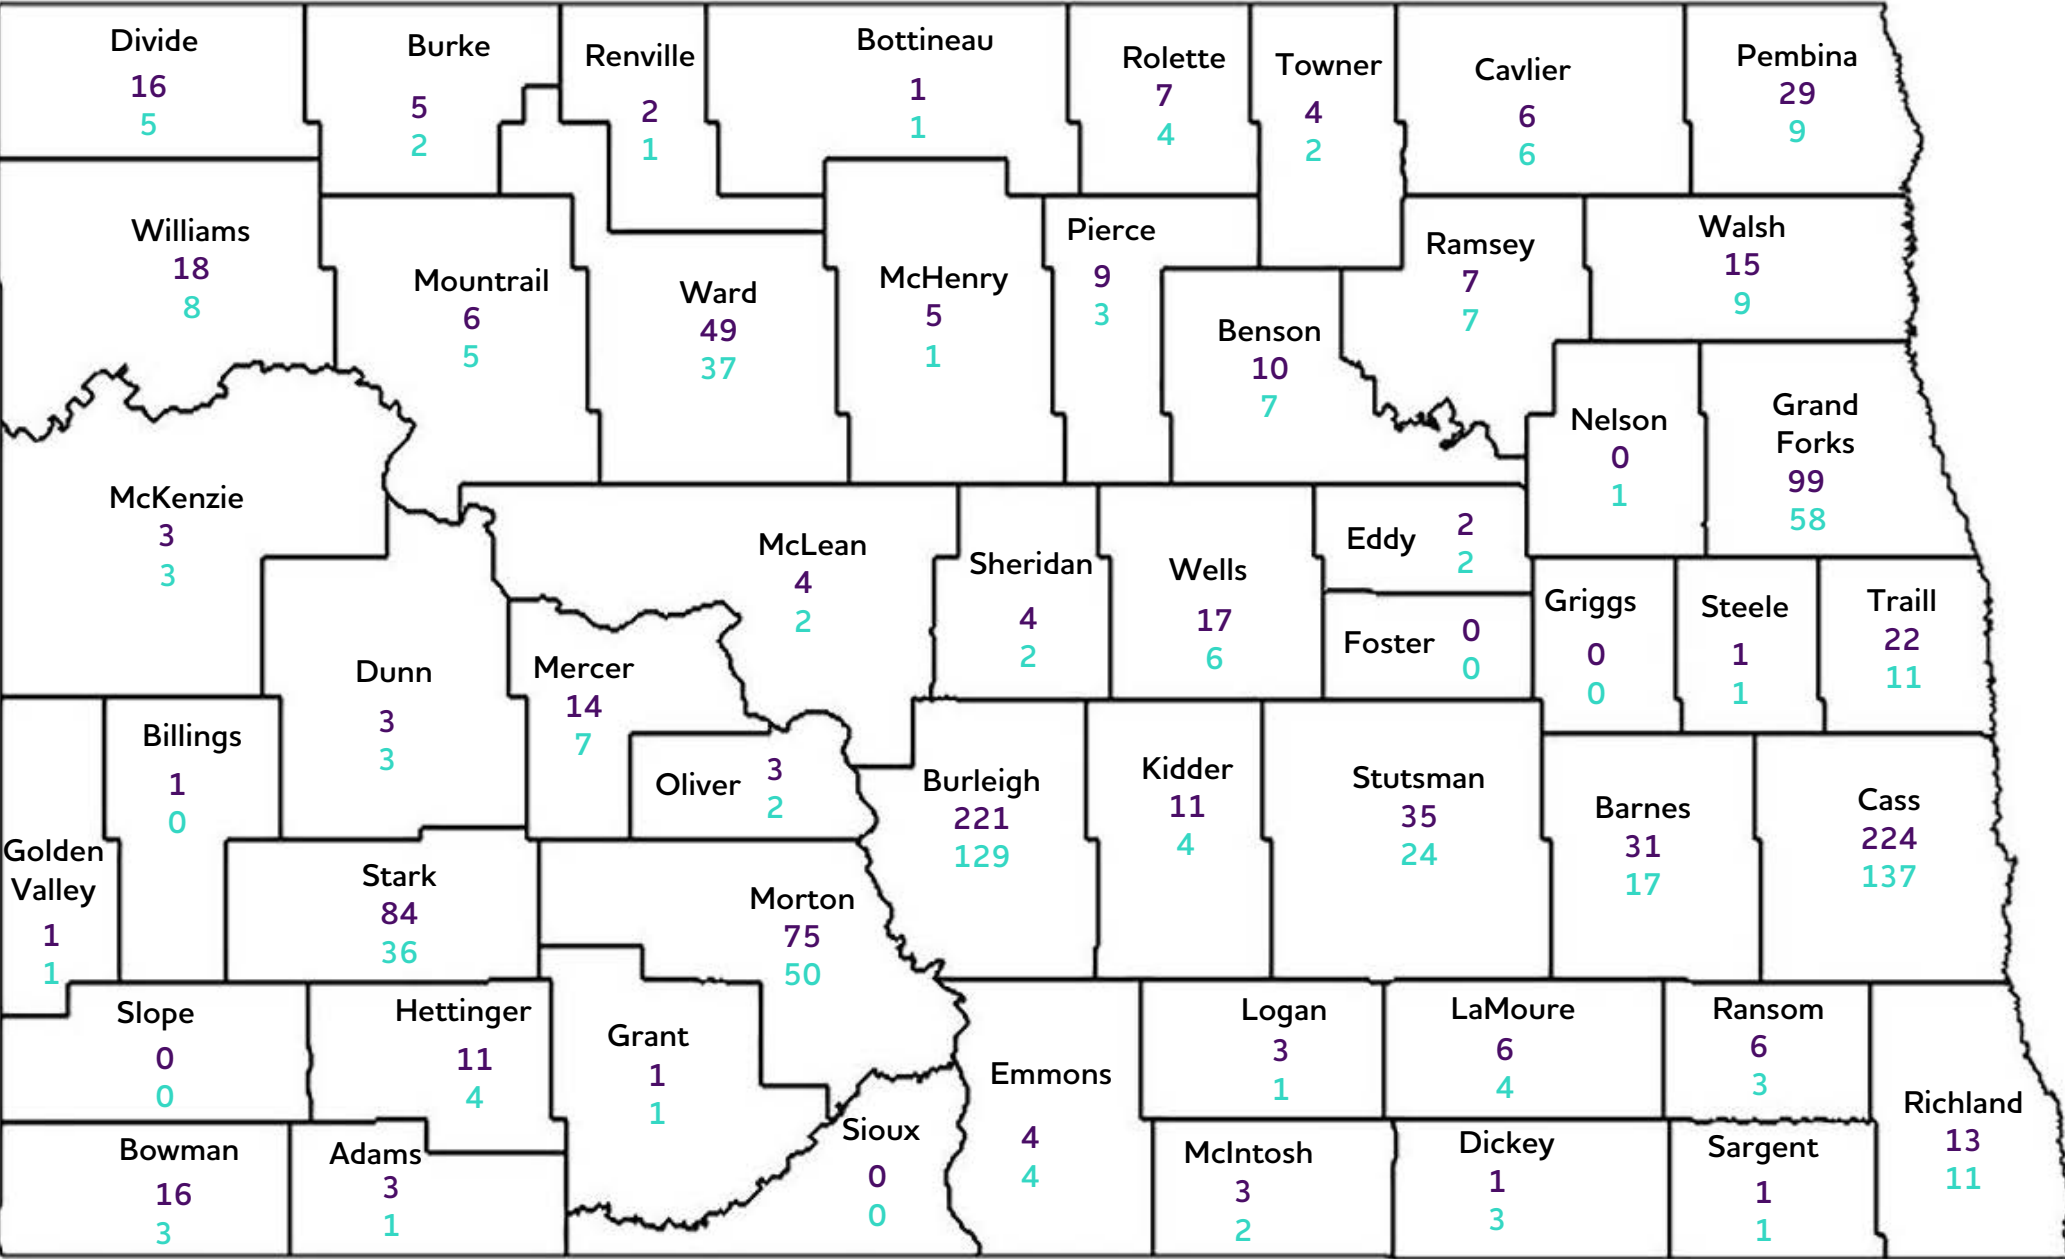 Divide
16
5
Burke
5
2
Renville
2
1
Bottineau
1
1
Rolette
7
4
Towner
4
2
Cavlier
6
6
Pembina
29
9
Williams
18
8
Mountrail
6
5
Ward
49
37
McHenry
5
1
Pierce
9
3
Benson
10
7
Ramsey
7
7
Walsh
15
9
Nelson
0
1
Grand
Forks
99
58
McKenzie
3
3
Dunn
3
3
McLean
4
2
Mercer
14
7
Oliver
3
2
Sheridan
4
2
Wells
17
6
Eddy
2
2
Foster
0
0
Griggs
0
0
Steele
1
1
Traill
22
11
Golden
Valley
1
1
Billings
1
0
Stark
84
36
Morton
75
50
Burleigh
221
129
Kidder
11
4
Stutsman
35
24
Barnes
31
17
Cass
224
137
Slope
0
0
Hettinger
11
4
Grant
1
1
Bowman
16
3
Adams
3
1
Sioux
0
0
Emmons
4
4
Logan
3
1
LaMoure
6
4
Ransom
6
3
McIntosh
3
2
Dickey
1
3
Sargent
1
1
Richland
13
11